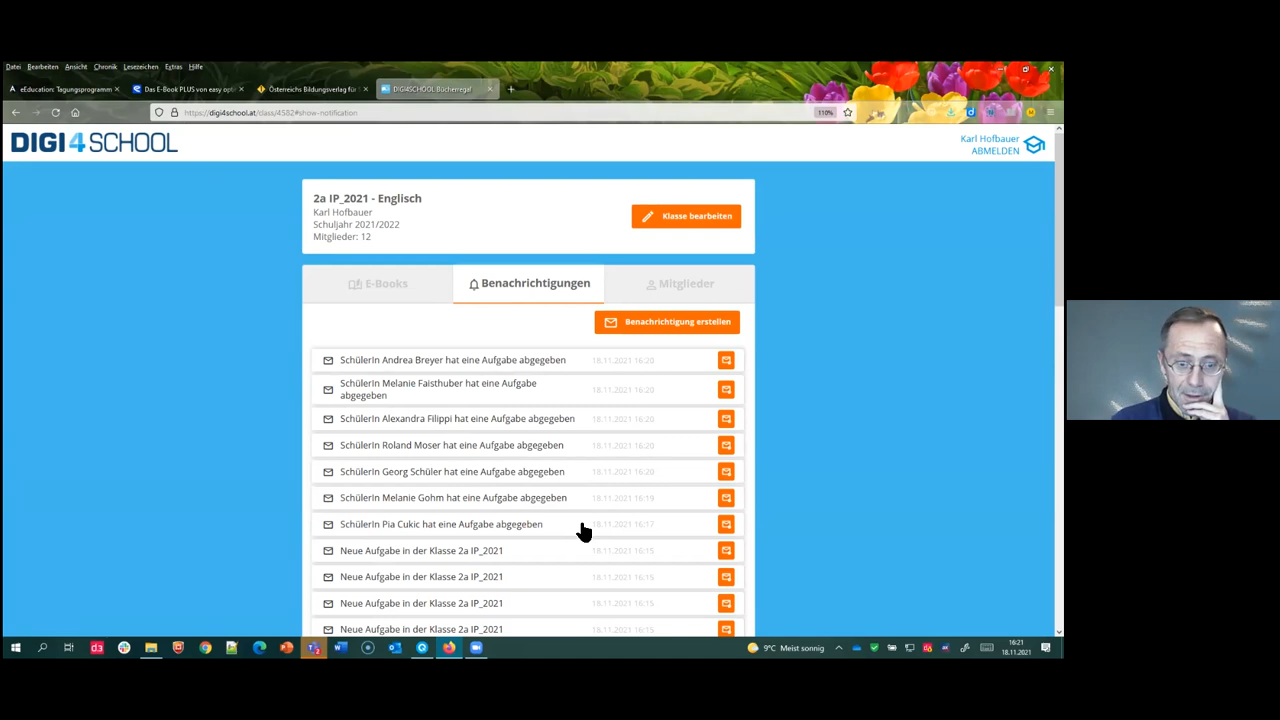 Datei Bearbeiten Ansicht Chronik Lesezeichen Extras Hilfe
eEducation: Tagungsprogramm
Das E-Book PLUS von easy op
Österreichs Bildungsverlag für
DIGI4SCHOOL Bücherregal
https://digi4school.at/class/4582#show-notification
110%
DIGI4SCHOOL
Karl Hofbauer
ABMELDEN
2a IP_2021 - Englisch
Karl Hofbauer
Schuljahr 2021/2022
Mitglieder: 12
Klasse bearbeiten
E-Books
Benachrichtigungen
Mitglieder
Benachrichtigung erstellen
SchülerIn Andrea Breyer hat eine Aufgabe abgegeben 18.11.2021 16:20
SchülerIn Melanie Faisthuber hat eine Aufgabe
abgegeben 18.11.2021 16:20
SchülerIn Alexandra Filippi hat eine Aufgabe abgegeben 18.11.2021 16:20
SchülerIn Roland Moser hat eine Aufgabe abgegeben 18.11.2021 16:20
SchülerIn Georg Schüler hat eine Aufgabe abgegeben 18.11.2021 16:20
SchülerIn Melanie Gohm hat eine Aufgabe abgegeben 18.11.2021 16:19
SchülerIn Pia Cukic hat eine Aufgabe abgegeben 18.11.2021 16:17
Neue Aufgabe in der Klasse 2a IP_2021 18.11.2021 16:15
Neue Aufgabe in der Klasse 2a IP_2021 18.11.2021 16:15
Neue Aufgabe in der Klasse 2a IP_2021 18.11.2021 16:15
Neue Aufgabe in der Klasse 2a IP_2021 18.11.2021 16:15
9°C Meist sonnig
16:21
18.11.2021